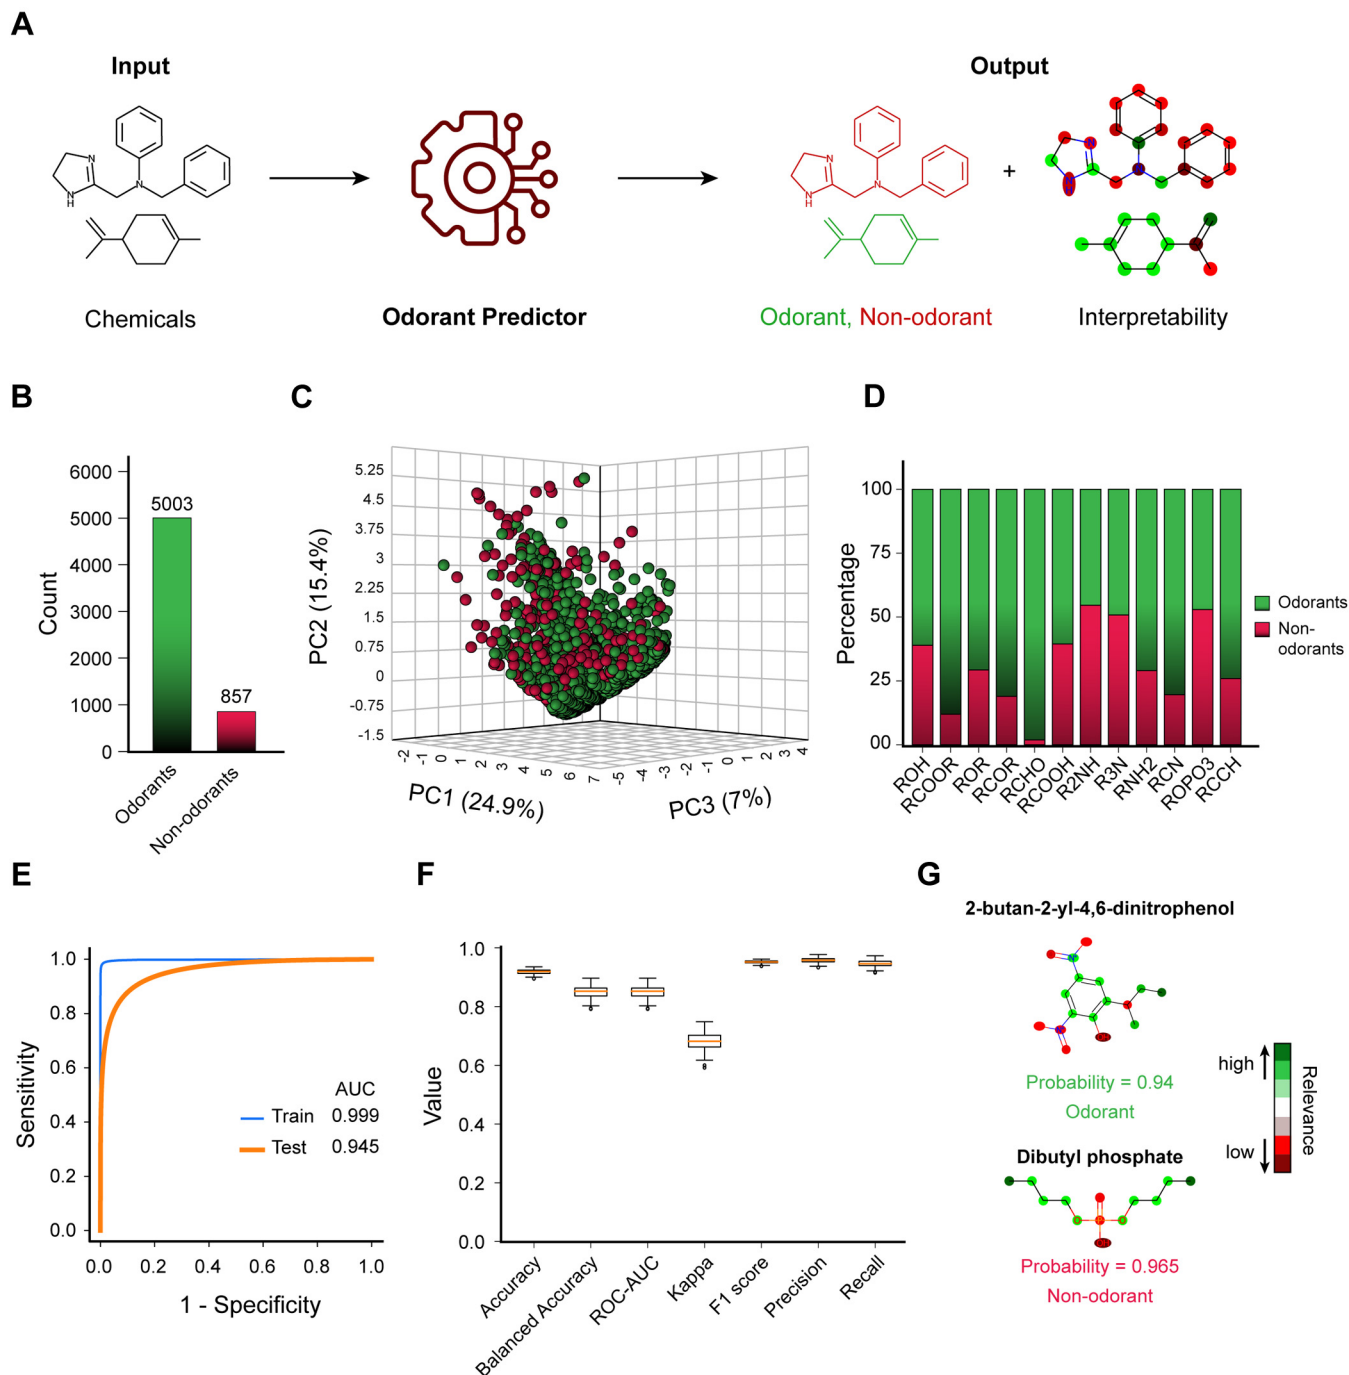 A
Input
Output
N
N
N
H
N
N
N
H
+
N
N
Chemicals
Odorant Predictor
Odorant, Non-odorant
Interpretability
B
6000
5000
4000
3000
2000
1000
0
5003
857
Count
Odorants
Non-odorants
C
5.25
4.5
3.75
3
2.25
1.5
0.75
0
-0.75
-1.5
PC2 (15.4%)
-2
-1
0
1
2
3
4
5
6
7
PC1 (24.9%)
-5
-4
-3
-2
-1
0
1
2
3
4
PC3 (7%)
D
100
75
50
25
00
Percentage
ROH
RCOOR
ROR
RCOR
RCHO
RCOOH
R2NH
R3N
RNH2
RCN
ROPO3
RCCH
Odorants
Non-
odorants
E
Sensitivity
1.0
0.8
0.6
0.4
0.2
0.0
0.0 0.2 0.4 0.6 0.8 1.0
1 - Specificity
AUC
Train 0.999
Test 0.945
F
Value
1.0
0.8
0.6
0.4
0.2
0.0
Accuracy
Balanced Accuracy
ROC-AUC
Kappa
F1 score
Precision
Recall
G
2-butan-2-yl-4,6-dinitrophenol
Probability = 0.94
Odorant
Dibutyl phosphate
Probability = 0.965
Non-odorant
high
low
Relevance